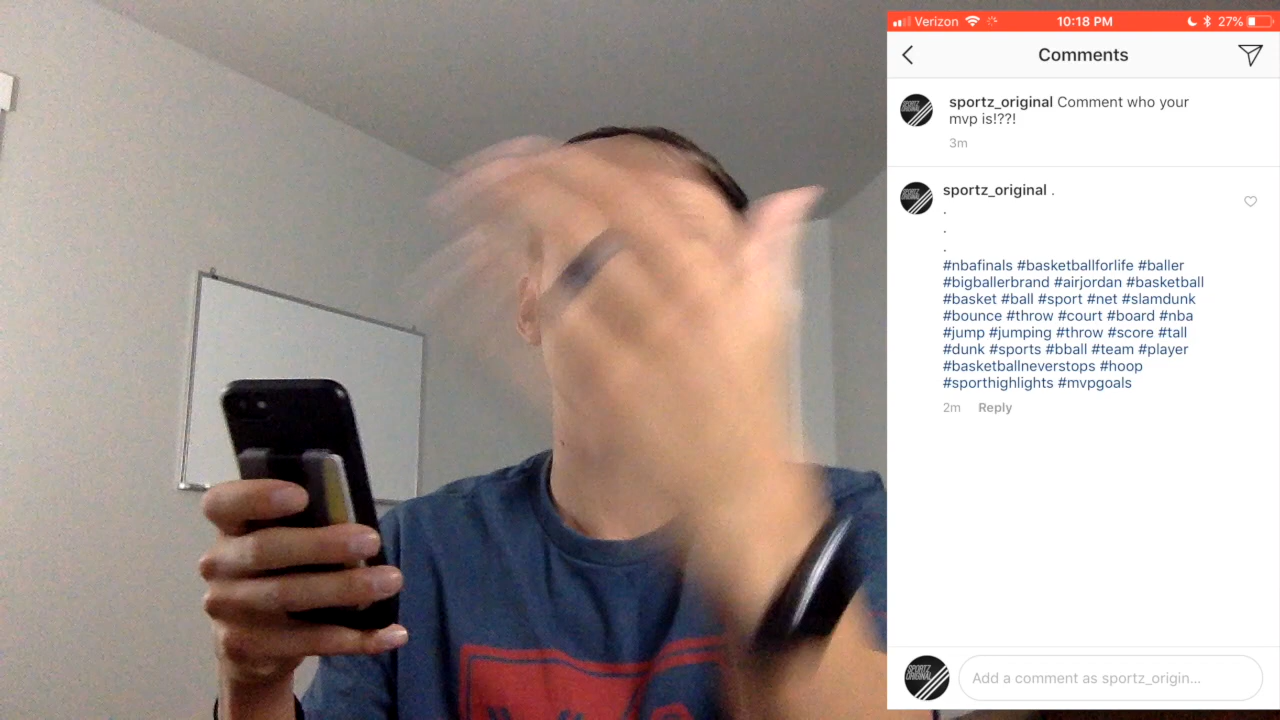 Verizon 10:18 PM 27%
Comments
sportz_original Comment who your
mvp is!??!
3m
sportz_original .
.
.
.
#nbafinals #basketballforlife #baller
#bigballerbrand #airjordan #basketball
#basket #ball #sport #net #slamdunk
#bounce #throw #court #board #nba
#jump #jumping #throw #score #tall
#dunk #sports #bball #team #player
#basketballneverstops #hoop
#sporthighlights #mvpgoals
2m Reply
SPORTZ
ORIGINAL
Add a comment as sportz_origin...